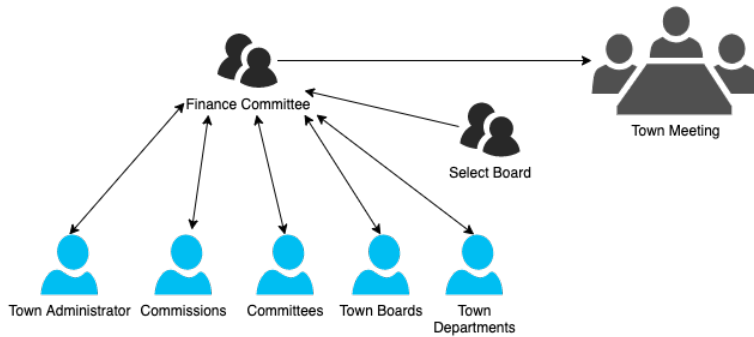 Finance Committee
Town Meeting
Select Board
Town Administrator
Commissions
Committees
Town Boards
Town
Departments